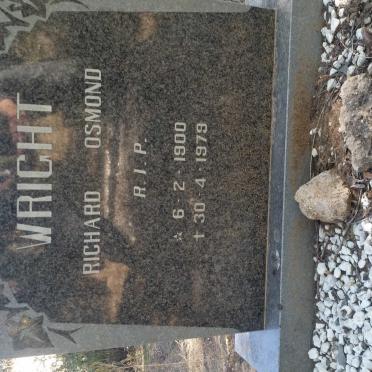 WRIGHT
RICHARD OSMOND
R.I.P.
☆ 6-2-1900
† 30-4-1979